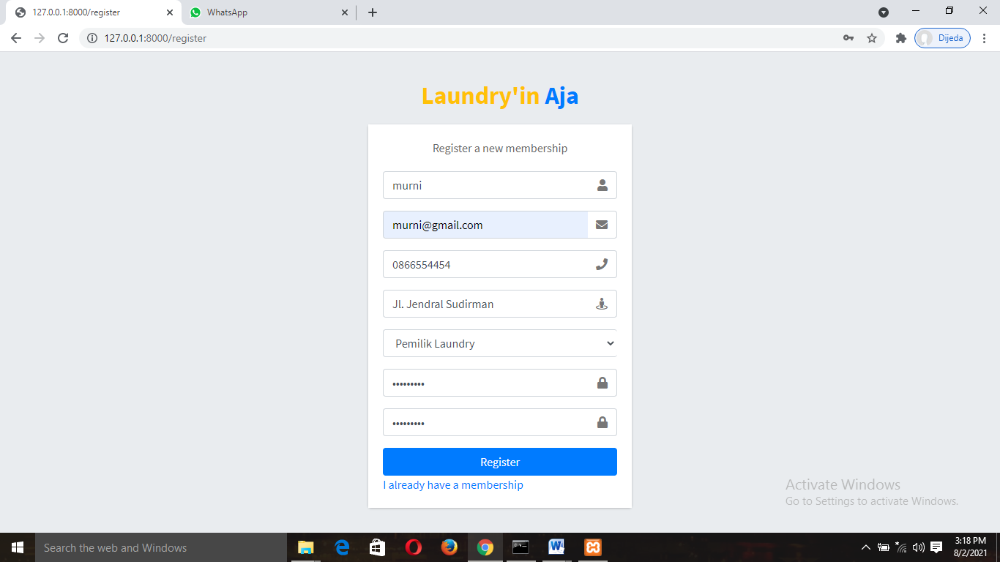 127.0.0.1:8000/register
WhatsApp
127.0.0.1:8000/register
Dijeda
Laundry'in Aja
Register a new membership
murni
murni@gmail.com
0866554454
Jl. Jendral Sudirman
Pemilik Laundry
•••••••••
•••••••••
Register
I already have a membership
Activate Windows
Go to Settings to activate Windows.
Search the web and Windows
3:18 PM
8/2/2021